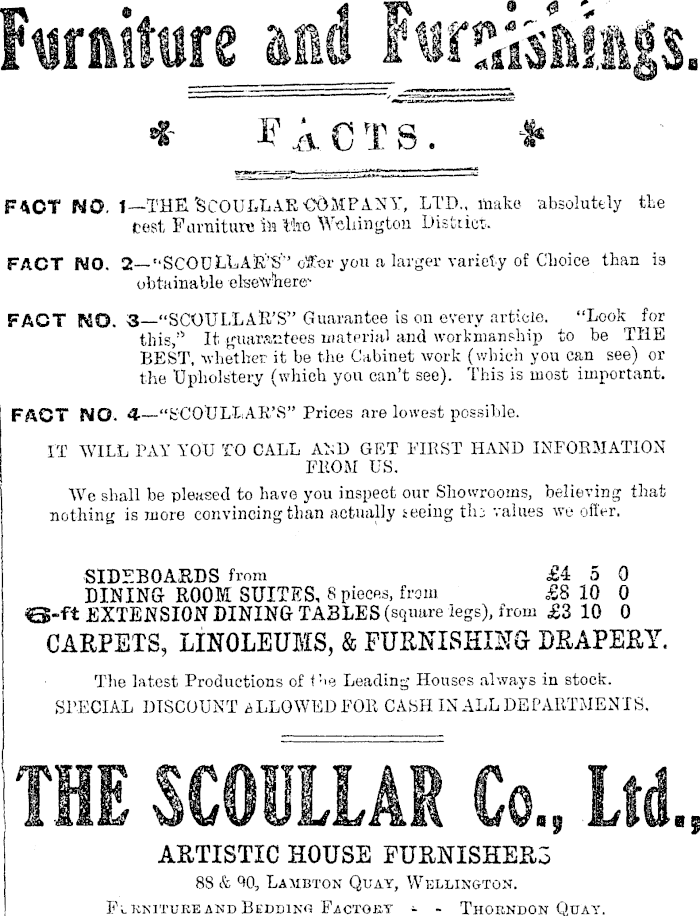 Furniture and Furnishings.
FACTS.
FACT NO. 1—THE SCOULLAR COMPANY, LTD., make absolutely the
best Furniture in the Wellington District.
FACT NO. 2—"SCOULLAR'S" offer you a larger variety of Choice than is
obtainable elsewhere
FACT NO. 3—"SCOULLAR'S" Guarantee is on every article. "Look for
this," It guarantees material and workmanship to be THE
BEST, whether it be the Cabinet work (which you can see) or
the Upholstery (which you can't see). This is most important.
FACT NO. 4—"SCOULLAR'S" Prices are lowest possible.
IT WILL PAY YOU TO CALL AND GET FIRST HAND INFORMATION
FROM US.
We shall be pleased to have you inspect our Showrooms, believing that
nothing is more convincing than actually seeing the values we offer.
SIDEBOARDS from £4 5 0
DINING ROOM SUITES, 8 pieces, from £8 10 0
6-ft EXTENSION DINING TABLES (square legs), from £3 10 0
CARPETS, LINOLEUMS, & FURNISHING DRAPERY.
The latest Productions of the Leading Houses always in stock.
SPECIAL DISCOUNT ALLOWED FOR CASH IN ALL DEPARTMENTS.
THE SCOULLAR Co., Ltd.,
ARTISTIC HOUSE FURNISHERS
88 & 90, LAMBTON QUAY, WELLINGTON.
FURNITURE AND BEDDING FACTORY - - THORNDON QUAY.